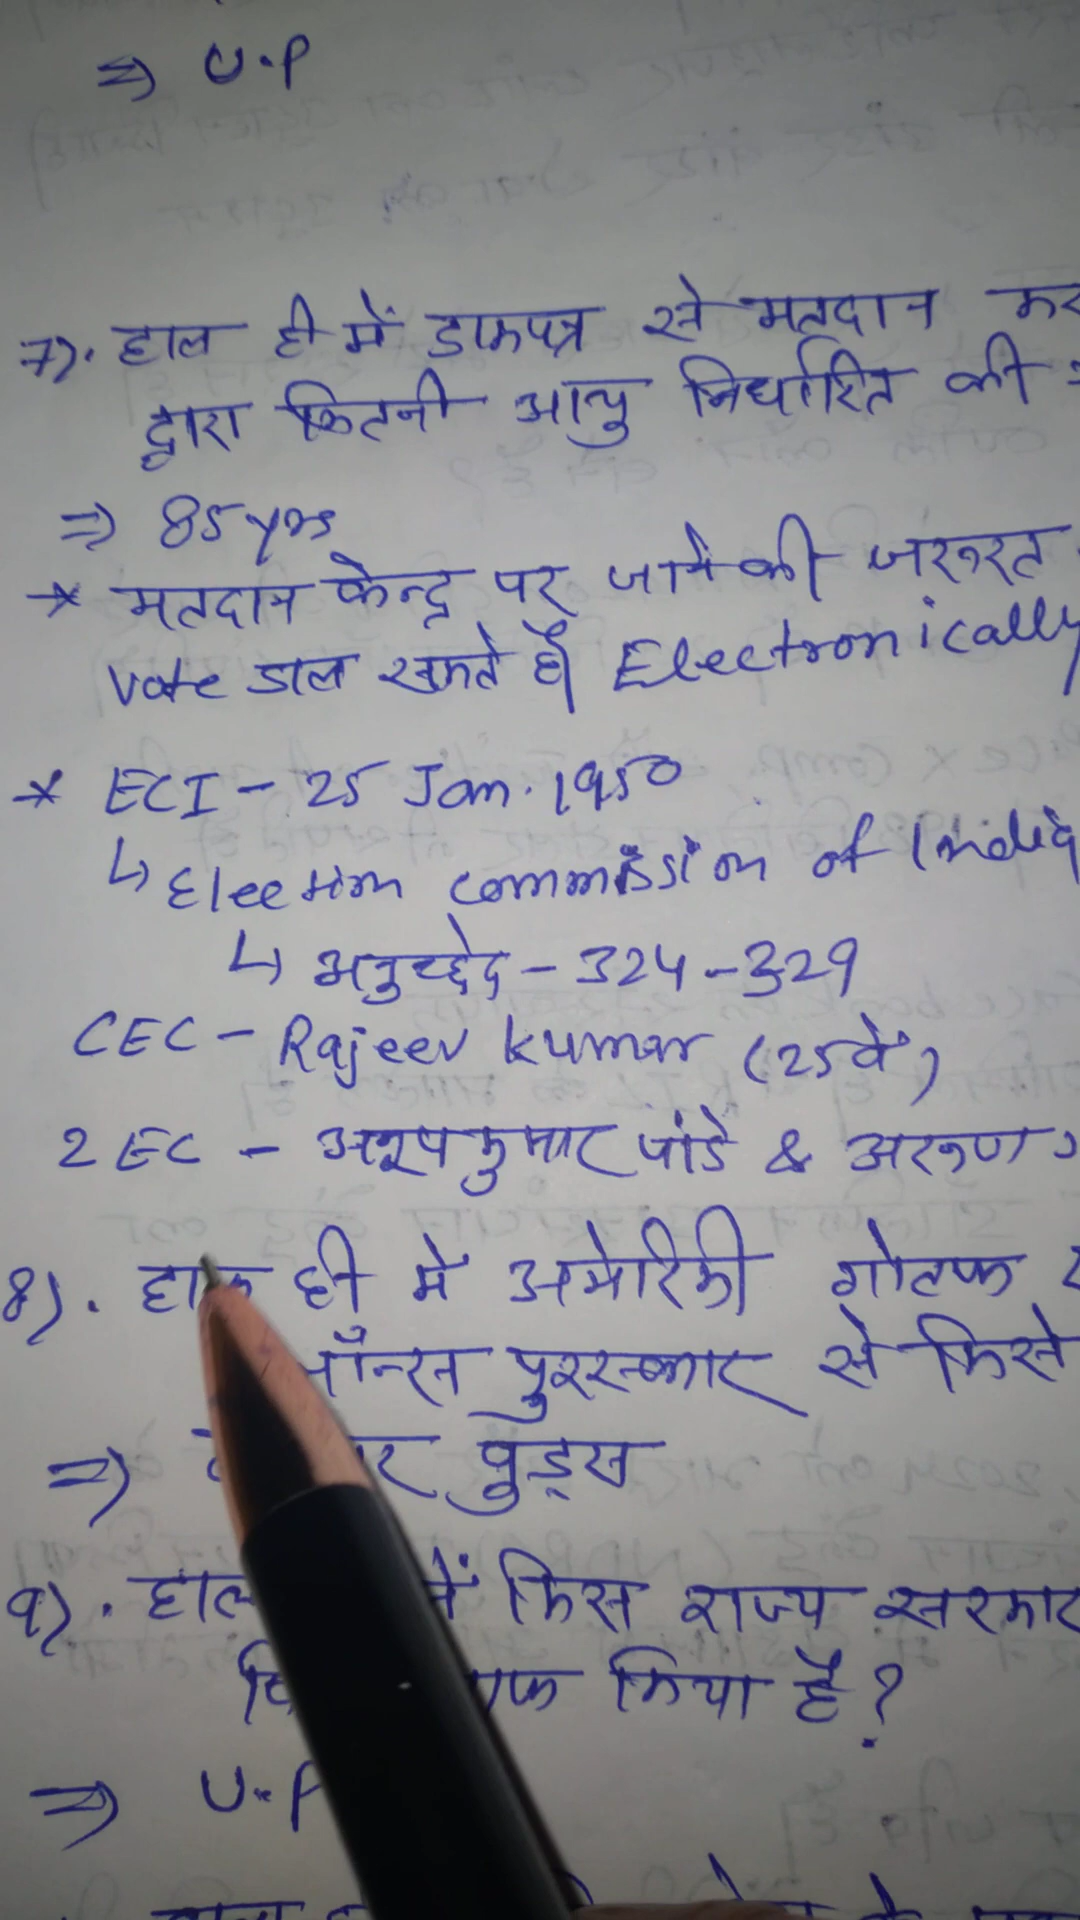 ⇒ U.P
7). हाल ही में डाकपत्र से मतदान
द्वारा कितनी आयु निर्धारित की
⇒ 85 yrs
* मतदान केन्द्र पर जाने की जरूरत
vote डाल सकते हैं Electronically
* ECI - 25 Jan. 1950
↳ Election commission of India
↳ अनुच्छेद - 324 - 329
CEC - Rajeev kumar (25वें)
2 EC - अनूप कुमार पांडे & अरूण
8). ही में अमेरिकी गोल्फ
पुरस्कार से किसे
⇒ वुड्स
9). किस राज्य सरकार
किया है?
⇒ U.P